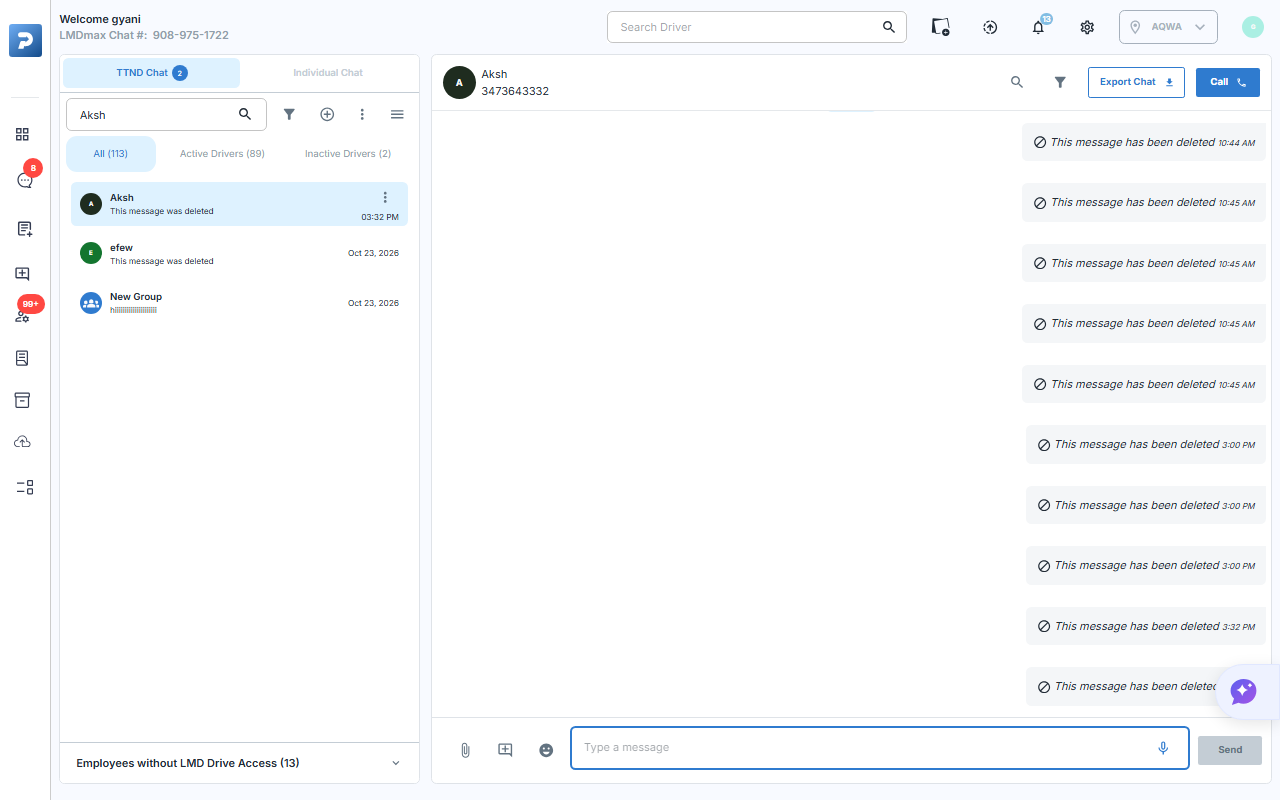 Welcome gyani
LMDmax Chat #: 908-975-1722
Search Driver
13
AQWA
G
8
99+
TTND Chat 2
Individual Chat
Aksh
All (113)
Active Drivers (89)
Inactive Drivers (2)
A
Aksh
This message was deleted
03:32 PM
E
efew
This message was deleted
Oct 23, 2026
New Group
Oct 23, 2026
Employees without LMD Drive Access (13)
A
Aksh
3473643332
Export Chat
Call
This message has been deleted 10:44 AM
This message has been deleted 10:45 AM
This message has been deleted 10:45 AM
This message has been deleted 10:45 AM
This message has been deleted 10:45 AM
This message has been deleted 3:00 PM
This message has been deleted 3:00 PM
This message has been deleted 3:00 PM
This message has been deleted 3:32 PM
This message has been deleted
Type a message
Send